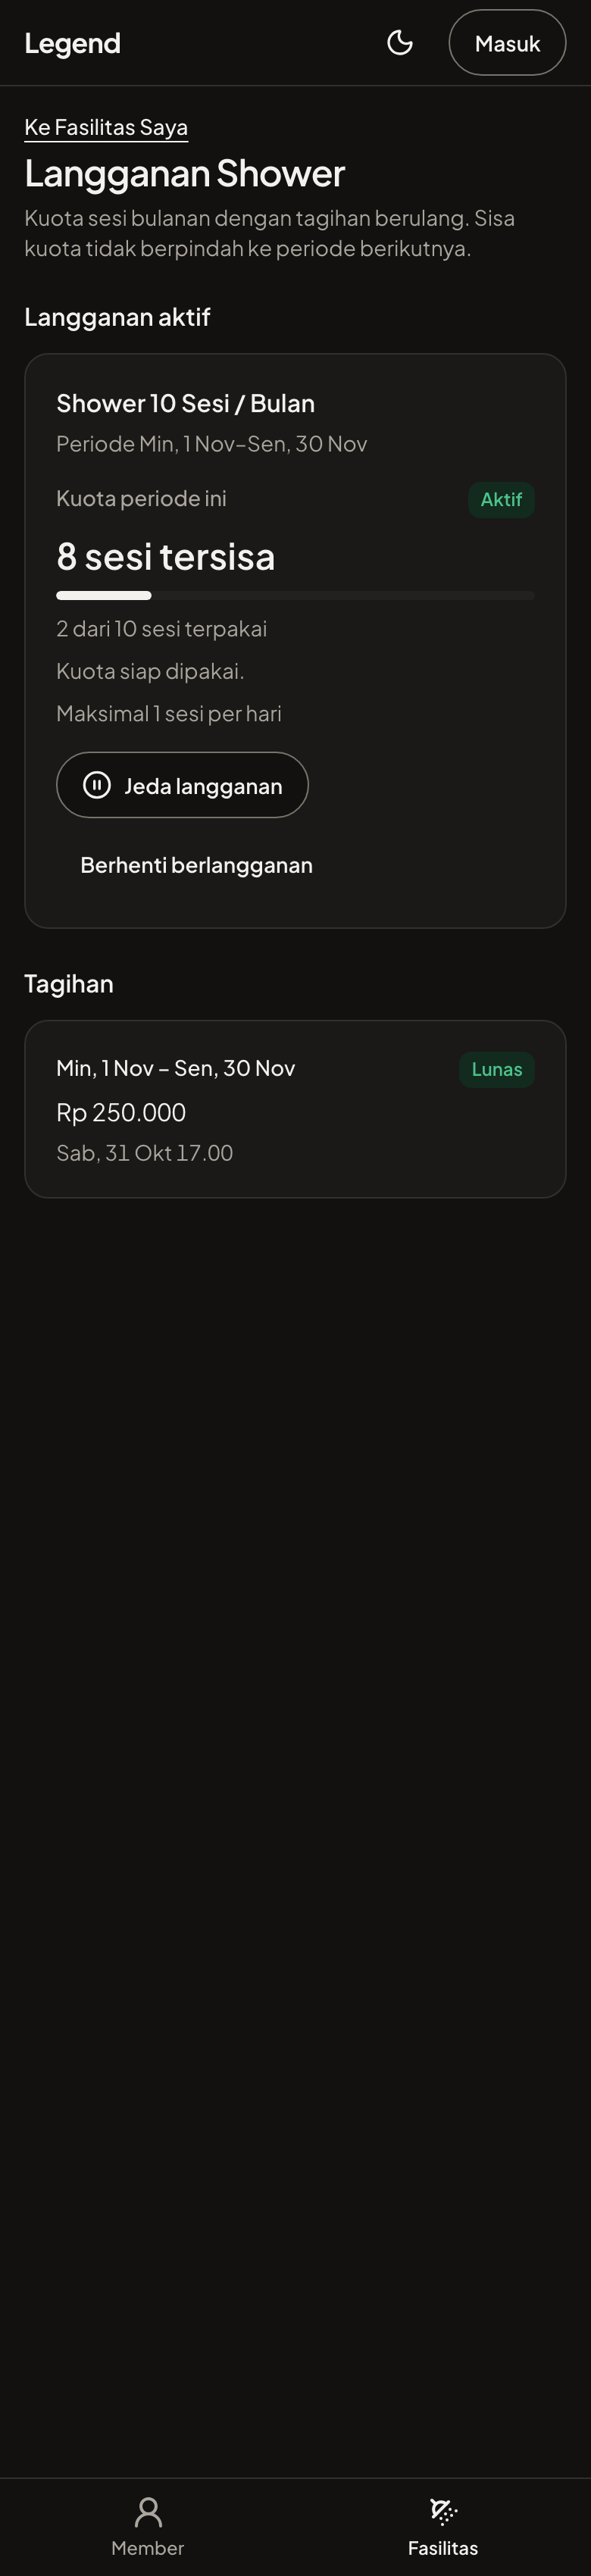 Legend
Masuk
Ke Fasilitas Saya
Langganan Shower
Kuota sesi bulanan dengan tagihan berulang. Sisa
kuota tidak berpindah ke periode berikutnya.
Langganan aktif
Shower 10 Sesi / Bulan
Periode Min, 1 Nov–Sen, 30 Nov
Kuota periode ini
Aktif
8 sesi tersisa
2 dari 10 sesi terpakai
Kuota siap dipakai.
Maksimal 1 sesi per hari
Jeda langganan
Berhenti berlangganan
Tagihan
Min, 1 Nov – Sen, 30 Nov
Lunas
Rp 250.000
Sab, 31 Okt 17.00
Member
Fasilitas